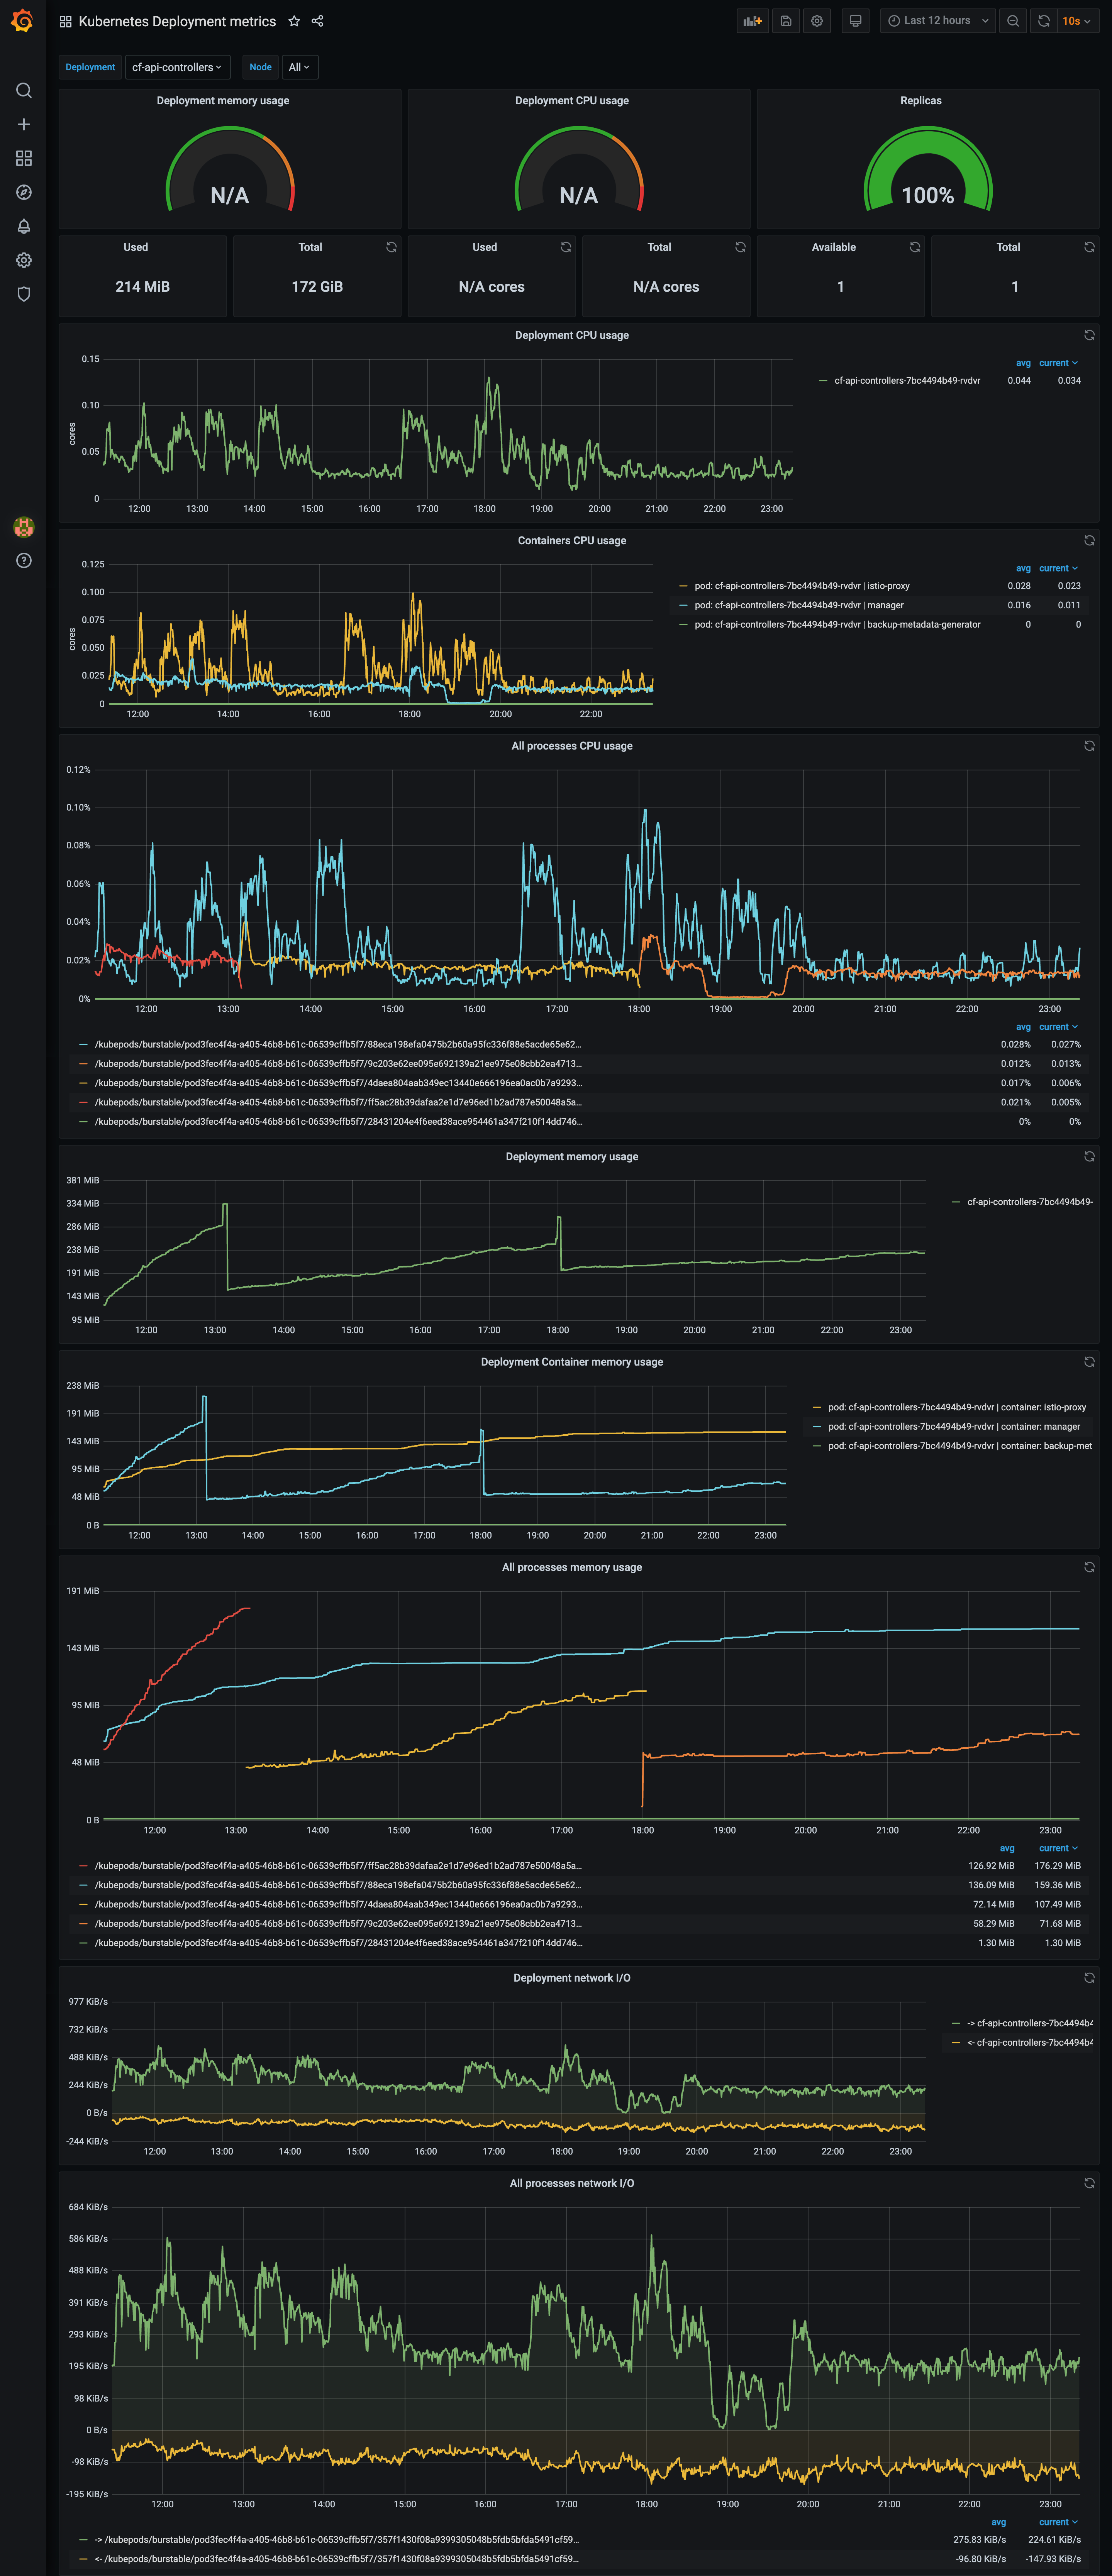 Kubernetes Deployment metrics
Last 12 hours
10s
Deployment cf-api-controllers Node All
Deployment memory usage Deployment CPU usage Replicas
N/A N/A 100%
Used Total Used Total Available Total
214 MiB 172 GiB N/A cores N/A cores 1 1
Deployment CPU usage
avg current
cf-api-controllers-7bc4494b49-rvdvr 0.044 0.034
cores
0.15
0.10
0.05
0
12:00 13:00 14:00 15:00 16:00 17:00 18:00 19:00 20:00 21:00 22:00 23:00
Containers CPU usage
avg current
pod: cf-api-controllers-7bc4494b49-rvdvr | istio-proxy 0.028 0.023
pod: cf-api-controllers-7bc4494b49-rvdvr | manager 0.016 0.011
pod: cf-api-controllers-7bc4494b49-rvdvr | backup-metadata-generator 0 0
cores
0.125
0.100
0.075
0.050
0.025
0
12:00 14:00 16:00 18:00 20:00 22:00
All processes CPU usage
0.12%
0.10%
0.08%
0.06%
0.04%
0.02%
0%
12:00 13:00 14:00 15:00 16:00 17:00 18:00 19:00 20:00 21:00 22:00 23:00
avg current
/kubepods/burstable/pod3fec4f4a-a405-46b8-b61c-06539cffb5f7/88eca198efa0475b2b60a95fc336f88e5acde65e62... 0.028% 0.027%
/kubepods/burstable/pod3fec4f4a-a405-46b8-b61c-06539cffb5f7/9c203e62ee095e692139a21ee975e08cbb2ea4713... 0.012% 0.013%
/kubepods/burstable/pod3fec4f4a-a405-46b8-b61c-06539cffb5f7/4daea804aab349ec13440e666196ea0ac0b7a9293... 0.017% 0.006%
/kubepods/burstable/pod3fec4f4a-a405-46b8-b61c-06539cffb5f7/ff5ac28b39dafaa2e1d7e96ed1b2ad787e50048a5a... 0.021% 0.005%
/kubepods/burstable/pod3fec4f4a-a405-46b8-b61c-06539cffb5f7/28431204e4f6eed38ace954461a347f210f14dd746... 0% 0%
Deployment memory usage
381 MiB
334 MiB
286 MiB
238 MiB
191 MiB
143 MiB
95 MiB
12:00 13:00 14:00 15:00 16:00 17:00 18:00 19:00 20:00 21:00 22:00 23:00
cf-api-controllers-7bc4494b49-
Deployment Container memory usage
238 MiB
191 MiB
143 MiB
95 MiB
48 MiB
0 B
12:00 13:00 14:00 15:00 16:00 17:00 18:00 19:00 20:00 21:00 22:00 23:00
pod: cf-api-controllers-7bc4494b49-rvdvr | container: istio-proxy
pod: cf-api-controllers-7bc4494b49-rvdvr | container: manager
pod: cf-api-controllers-7bc4494b49-rvdvr | container: backup-met
All processes memory usage
191 MiB
143 MiB
95 MiB
48 MiB
0 B
12:00 13:00 14:00 15:00 16:00 17:00 18:00 19:00 20:00 21:00 22:00 23:00
avg current
/kubepods/burstable/pod3fec4f4a-a405-46b8-b61c-06539cffb5f7/ff5ac28b39dafaa2e1d7e96ed1b2ad787e50048a5a... 126.92 MiB 176.29 MiB
/kubepods/burstable/pod3fec4f4a-a405-46b8-b61c-06539cffb5f7/88eca198efa0475b2b60a95fc336f88e5acde65e62... 136.09 MiB 159.36 MiB
/kubepods/burstable/pod3fec4f4a-a405-46b8-b61c-06539cffb5f7/4daea804aab349ec13440e666196ea0ac0b7a9293... 72.14 MiB 107.49 MiB
/kubepods/burstable/pod3fec4f4a-a405-46b8-b61c-06539cffb5f7/9c203e62ee095e692139a21ee975e08cbb2ea4713... 58.29 MiB 71.68 MiB
/kubepods/burstable/pod3fec4f4a-a405-46b8-b61c-06539cffb5f7/28431204e4f6eed38ace954461a347f210f14dd746... 1.30 MiB 1.30 MiB
Deployment network I/O
977 KiB/s
732 KiB/s
488 KiB/s
244 KiB/s
0 B/s
-244 KiB/s
12:00 13:00 14:00 15:00 16:00 17:00 18:00 19:00 20:00 21:00 22:00 23:00
-> cf-api-controllers-7bc4494b4
<- cf-api-controllers-7bc4494b4
All processes network I/O
684 KiB/s
586 KiB/s
488 KiB/s
391 KiB/s
293 KiB/s
195 KiB/s
98 KiB/s
0 B/s
-98 KiB/s
-195 KiB/s
12:00 13:00 14:00 15:00 16:00 17:00 18:00 19:00 20:00 21:00 22:00 23:00
avg current
-> /kubepods/burstable/pod3fec4f4a-a405-46b8-b61c-06539cffb5f7/357f1430f08a9399305048b5fdb5bfda5491cf59... 275.83 KiB/s 224.61 KiB/s
<- /kubepods/burstable/pod3fec4f4a-a405-46b8-b61c-06539cffb5f7/357f1430f08a9399305048b5fdb5bfda5491cf59... -96.80 KiB/s -147.93 KiB/s